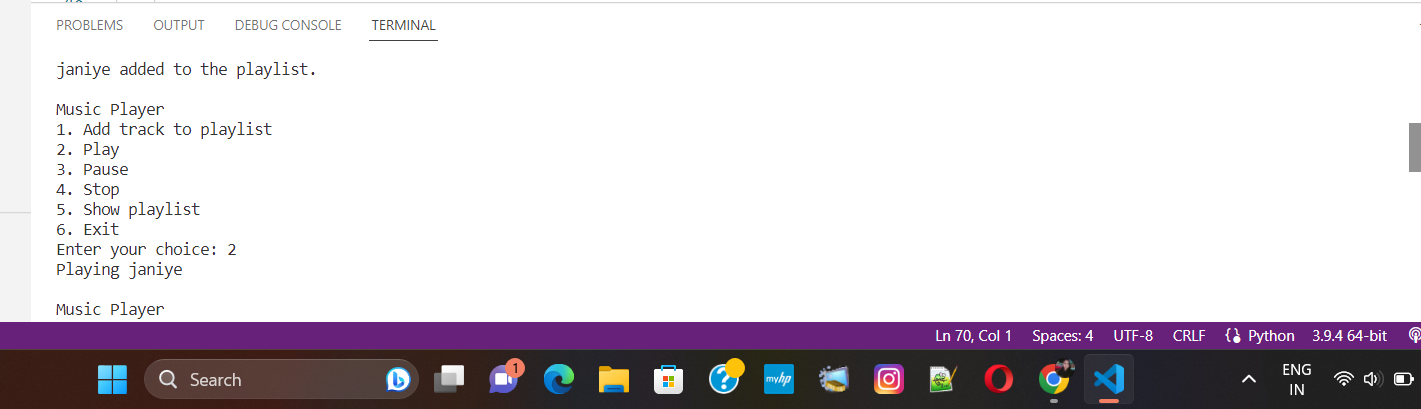 PROBLEMS OUTPUT DEBUG CONSOLE TERMINAL
janiye added to the playlist.
Music Player
1. Add track to playlist
2. Play
3. Pause
4. Stop
5. Show playlist
6. Exit
Enter your choice: 2
Playing janiye
Music Player
Ln 70, Col 1 Spaces: 4 UTF-8 CRLF Python 3.9.4 64-bit
Search 1 myhp ENG
IN